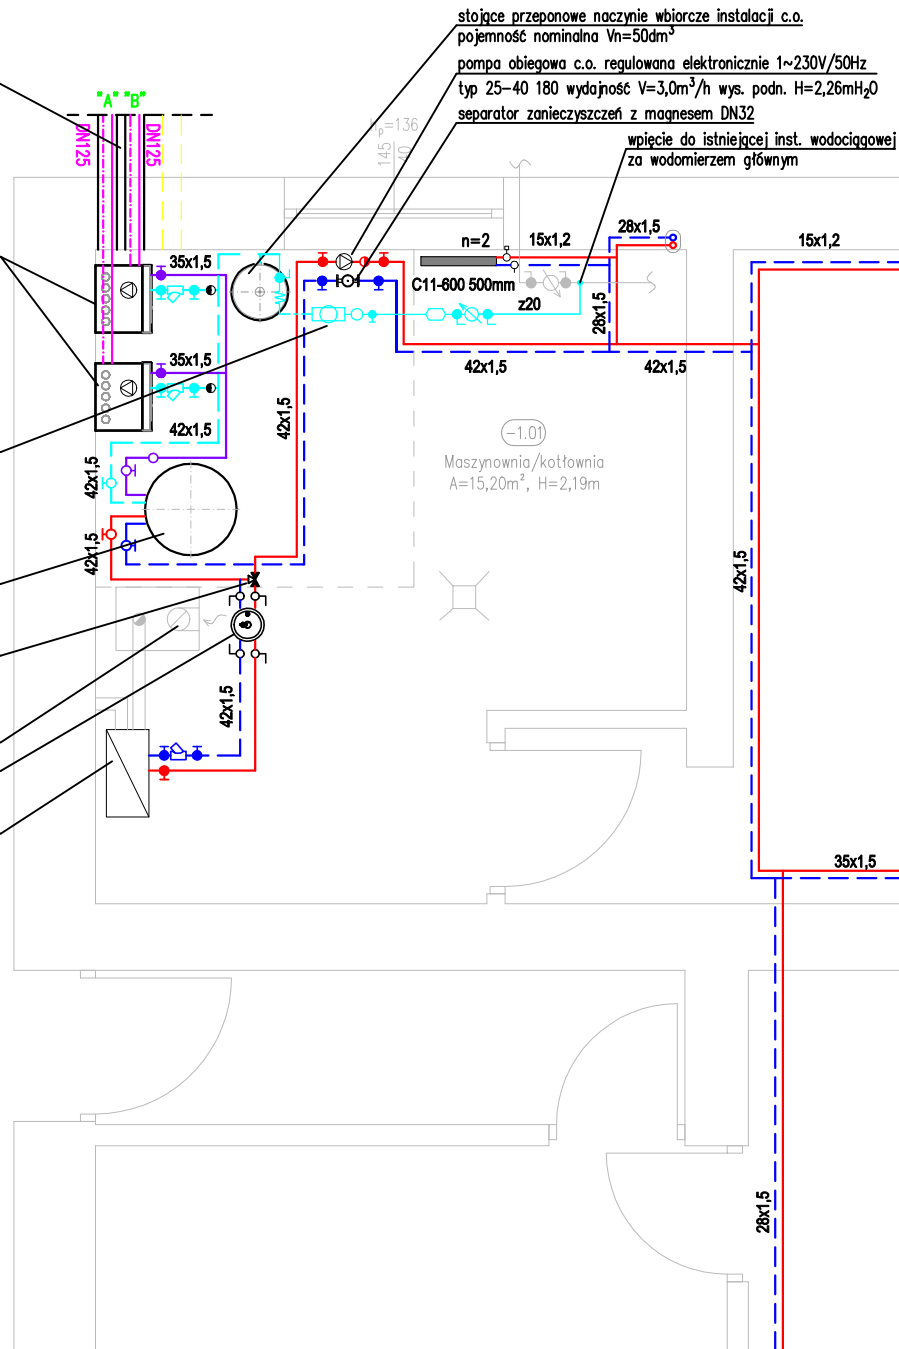 stojące przeponowe naczynie wbiorcze instalacji c.o.
pojemność nominalna Vn=50dm³
pompa obiegowa c.o. regulowana elektronicznie 1~230V/50Hz
typ 25-40 180 wydajność V=3,0m³/h wys. podn. H=2,26mH₂O
separator zanieczyszczeń z magnesem DN32
wpięcie do istniejącej inst. wodociągowej
za wodomierzem głównym
"A" "B"
DN125
DN125
Hp=136
145
n=2
15x1,2
28x1,5
15x1,2
35x1,5
C11-600 500mm
z20
28x1,5
35x1,5
42x1,5
42x1,5
42x1,5
42x1,5
-1.01
Maszynownia/kotłownia
A=15,20m², H=2,19m
42x1,5
42x1,5
42x1,5
42x1,5
35x1,5
28x1,5